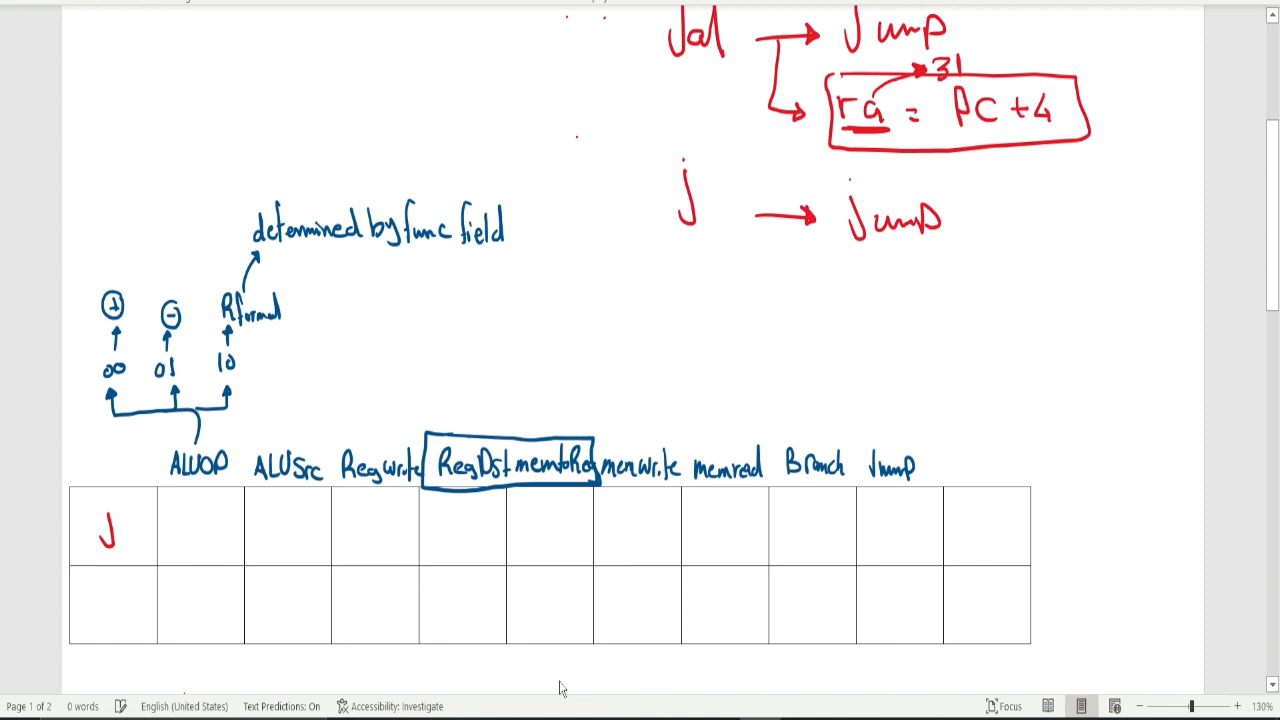 Jal → Jump
31
ra = PC + 4
j → jump
determined by func field
+ - Rformat
00 01 10
ALUOP ALUSrc RegWrite RegDst memtoReg memWrite memread Branch Jump
J
Page 1 of 2 0 words English (United States) Text Predictions: On Accessibility: Investigate Focus 130%